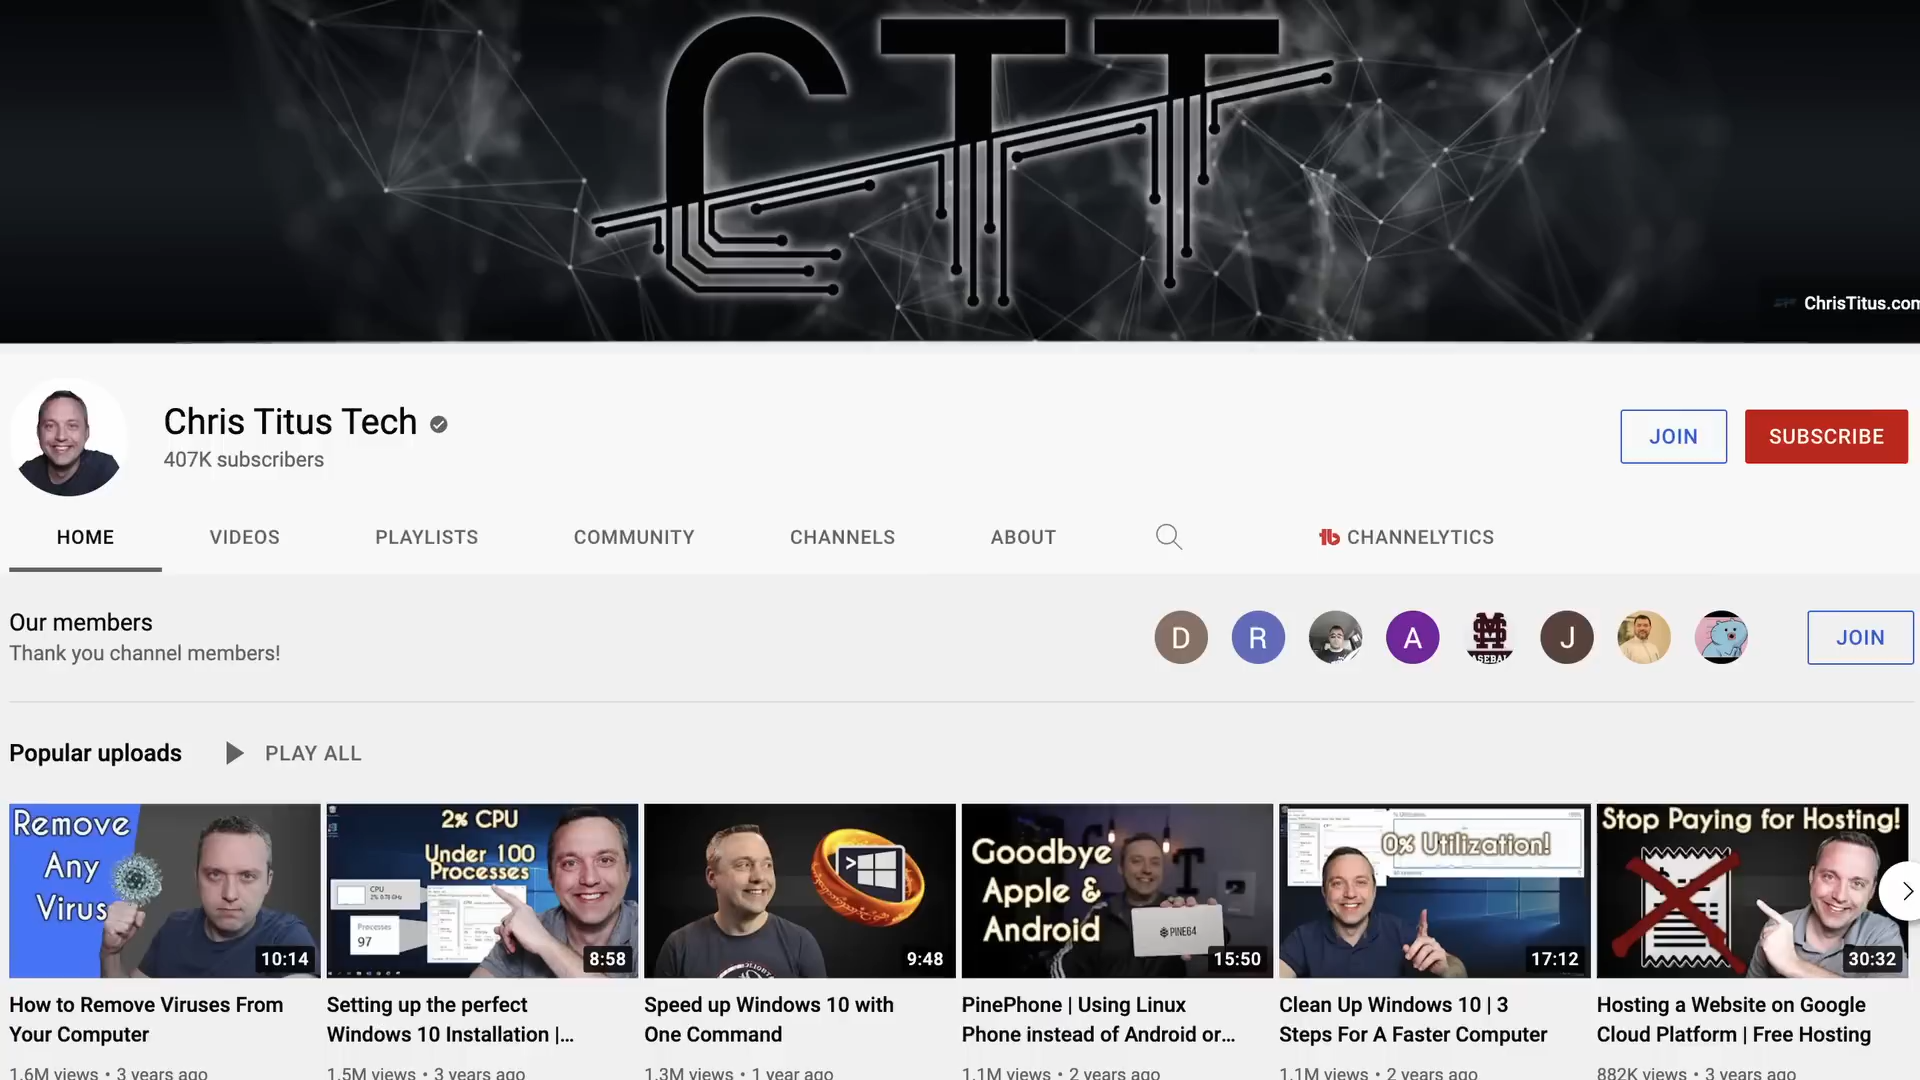 CTT
ChrisTitus.com
Chris Titus Tech
407K subscribers
JOIN
SUBSCRIBE
HOME
VIDEOS
PLAYLISTS
COMMUNITY
CHANNELS
ABOUT
CHANNELYTICS
Our members
Thank you channel members!
D
R
A
J
JOIN
Popular uploads
PLAY ALL
Remove
Any
Virus
10:14
How to Remove Viruses From
Your Computer
1.6M views • 3 years ago
2% CPU
Under 100
Processes
CPU
Processes
97
8:58
Setting up the perfect
Windows 10 Installation |...
1.5M views • 3 years ago
9:48
Speed up Windows 10 with
One Command
1.3M views • 1 year ago
Goodbye
Apple &
Android
PINE64
15:50
PinePhone | Using Linux
Phone instead of Android or...
1.1M views • 2 years ago
0% Utilization!
17:12
Clean Up Windows 10 | 3
Steps For A Faster Computer
1.1M views • 2 years ago
Stop Paying for Hosting!
30:32
Hosting a Website on Google
Cloud Platform | Free Hosting
882K views • 3 years ago